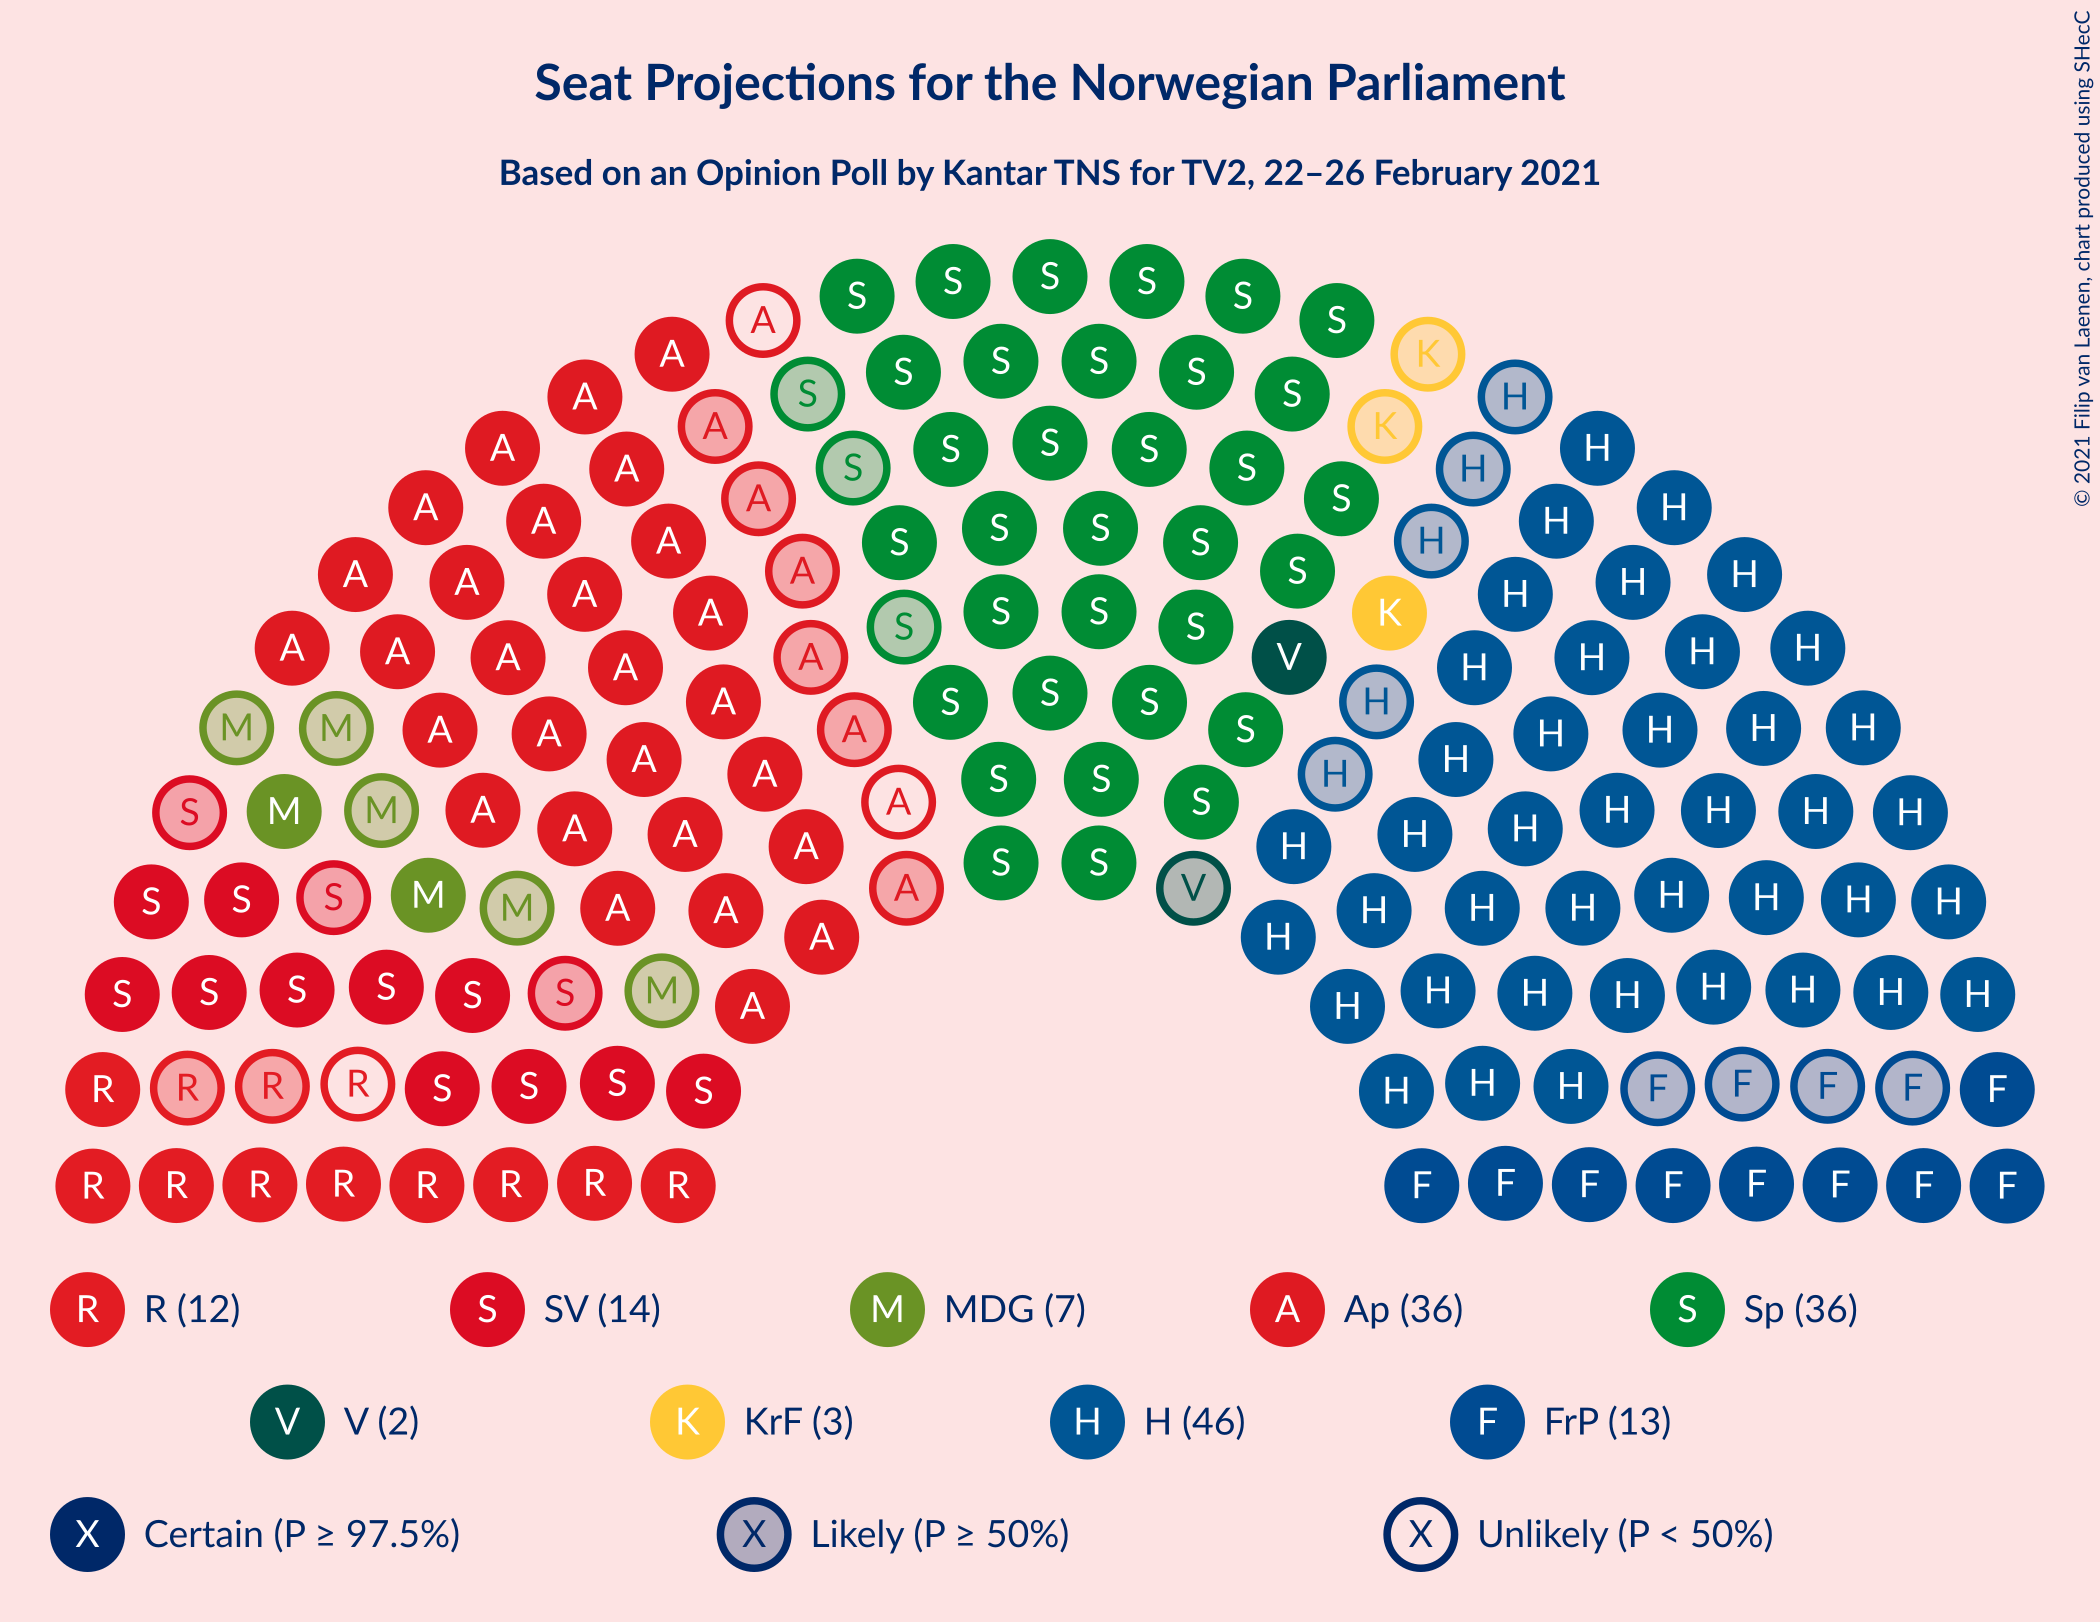 Seat Projections for the Norwegian Parliament
Based on an Opinion Poll by Kantar TNS for TV2, 22–26 February 2021
© 2021 Filip van Laenen, chart produced using SHecC
S S S S S S
A K
S S S S S S
A K H
A A H
S S S S S S
A A H H
A A H
S S S S S
A A A H H
A A H H
S S S S
A A A V K H H
A A A V H H
A A A H H H
M M A A A S S S S H H H H
A A S S S H H
S M M A A A A A V H H H H H
S S S M M A A A A S S V H H H H H H H
S S S S S S M A H H H H H H H H
R R R R S S S S H H H F F F F F
R R R R R R R R F F F F F F F F
R R (12) S SV (14) M MDG (7) A Ap (36) S Sp (36)
V V (2) K KrF (3) H H (46) F FrP (13)
X Certain (P ≥ 97.5%) X Likely (P ≥ 50%) X Unlikely (P < 50%)